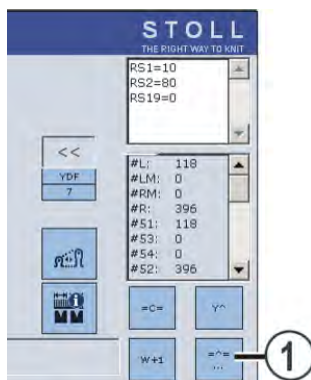 STOLL
THE RIGHT WAY TO KNIT
RS1=10
RS2=80
RS19=0
<<
YDF
7
#L: 118
#LM: 0
#RM: 0
#R: 396
#51: 118
#53: 0
#54: 0
#52: 396
=C=
Y^
W+1
=^=
...
1